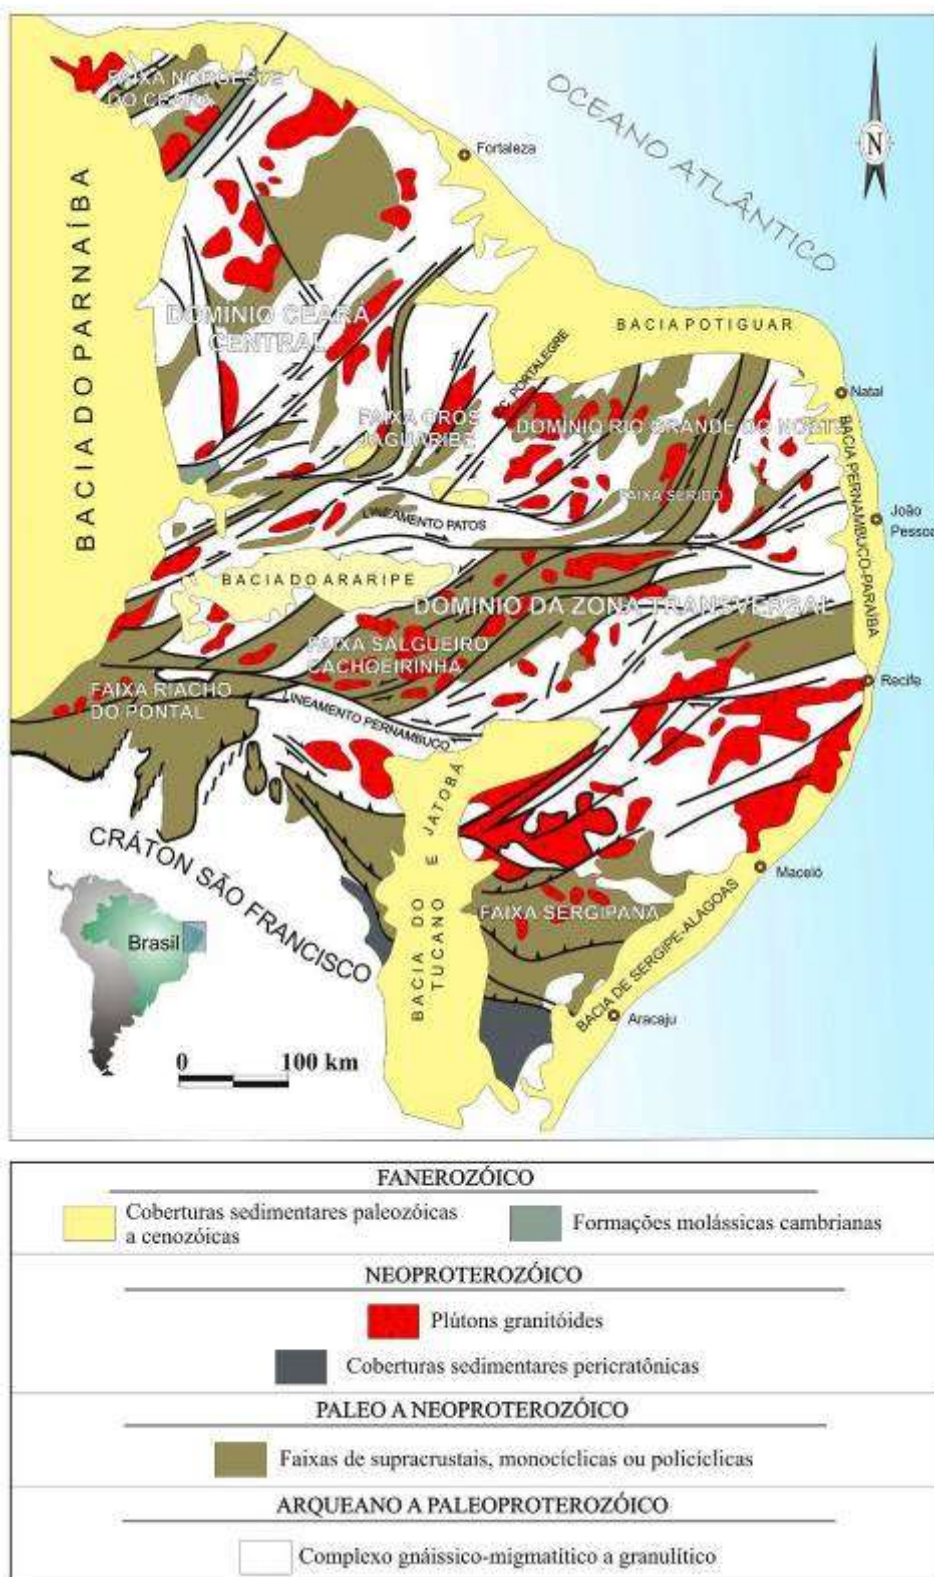 FAIXA NOROESTE
DO CEARÁ
OCEANO ATLÂNTICO
N
Fortaleza
BACIA DO PARNAÍBA
DOMÍNIO CEARÁ
CENTRAL
BACIA POTIGUAR
PORTALEGRE
Natal
FAIXA ORÓS
JAGUARIBE
DOMÍNIO RIO GRANDE DO NORTE
BACIA PERNAMBUCO-PARAÍBA
FAIXA SERIDÓ
LINEAMENTO PATOS
João
Pessoa
BACIA DO ARARIPE
DOMÍNIO DA ZONA TRANSVERSAL
FAIXA SALGUEIRO
CACHOEIRINHA
FAIXA RIACHO
DO PONTAL
Recife
LINEAMENTO PERNAMBUCO
BACIA DO
TUCANO E JATOBÁ
CRÁTON SÃO FRANCISCO
Maceió
FAIXA SERGIPANA
BACIA DE SERGIPE-ALAGOAS
Brasil
Aracaju
0 100 km
FANEROZÓICO
Coberturas sedimentares paleozóicas
a cenozóicas
Formações molássicas cambrianas
NEOPROTEROZÓICO
Plútons granitóides
Coberturas sedimentares pericratônicas
PALEO A NEOPROTEROZÓICO
Faixas de supracrustais, monocíclicas ou policíclicas
ARQUEANO A PALEOPROTEROZÓICO
Complexo gnáissico-migmatítico a granulítico